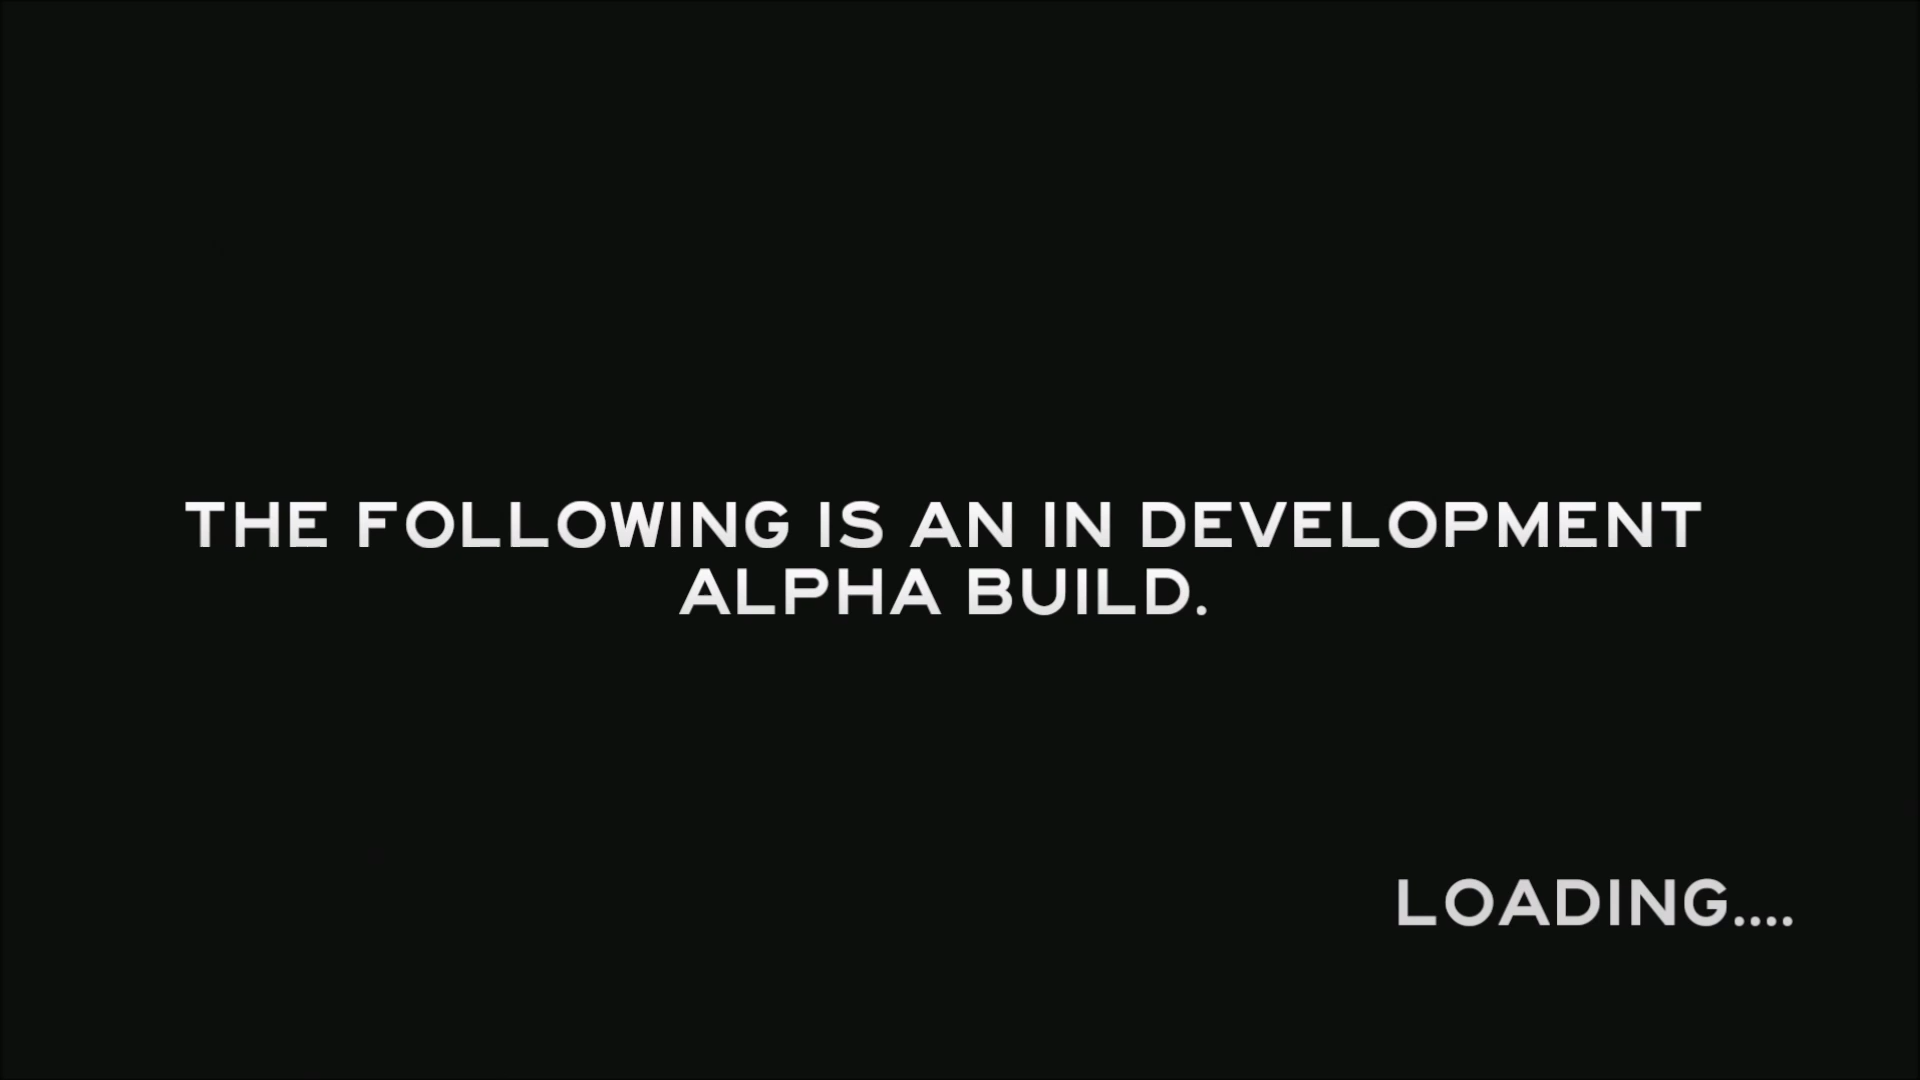 THE FOLLOWING IS AN IN DEVELOPMENT
ALPHA BUILD.
LOADING....